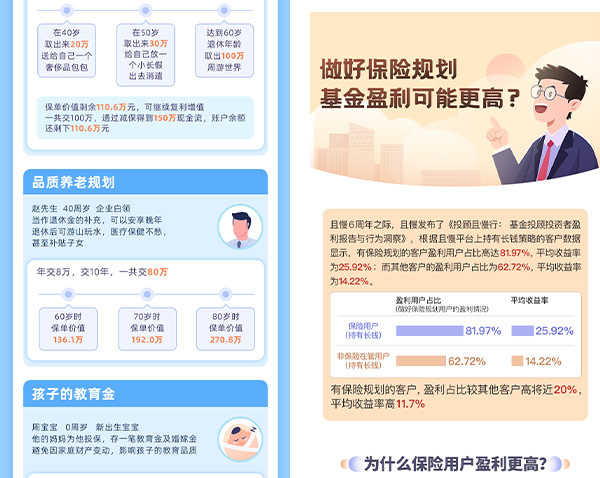 在40岁
取出来20万
送给自己一个
奢侈品包包
在50岁
取出来30万
给自己放一
个小长假
出去消遣
达到60岁
退休年龄
取出100万
周游世界
保单价值剩余110.6万元，可继续复利增值
一共交100万，通过减保得到150万现金流，账户余额
还剩下110.6万元
品质养老规划
赵先生 40周岁 企业白领
当作退休金的补充，可以安享晚年
退休后可游山玩水，医疗保健不愁，
甚至补贴子女
年交8万，交10年，一共交80万
60岁时
保单价值
136.1万
70岁时
保单价值
192.0万
80岁时
保单价值
270.8万
孩子的教育金
周宝宝 0周岁 新出生宝宝
他的妈妈为他投保，存一笔教育金及婚嫁金
避免因家庭财产变动，影响孩子的教育品质
做好保险规划
基金盈利可能更高？
且慢6周年之际，且慢发布了《投顾且慢行： 基金投顾投资者盈
利报告与行为洞察》，根据且慢平台上持有长钱策略的客户数据
显示，有保险规划的客户盈利用户占比高达81.97%，平均收益率
为25.92%；而其他客户的盈利用户占比为62.72%，平均收益率
为14.22%。
盈利用户占比
(做好保险规划用户的盈利情况)
平均收益率
保险用户
(持有长钱)
81.97%
25.92%
非保险在管用户
(持有长钱)
62.72%
14.22%
有保险规划的客户，盈利占比较其他客户高将近20%，
平均收益率高11.7%
为什么保险用户盈利更高？